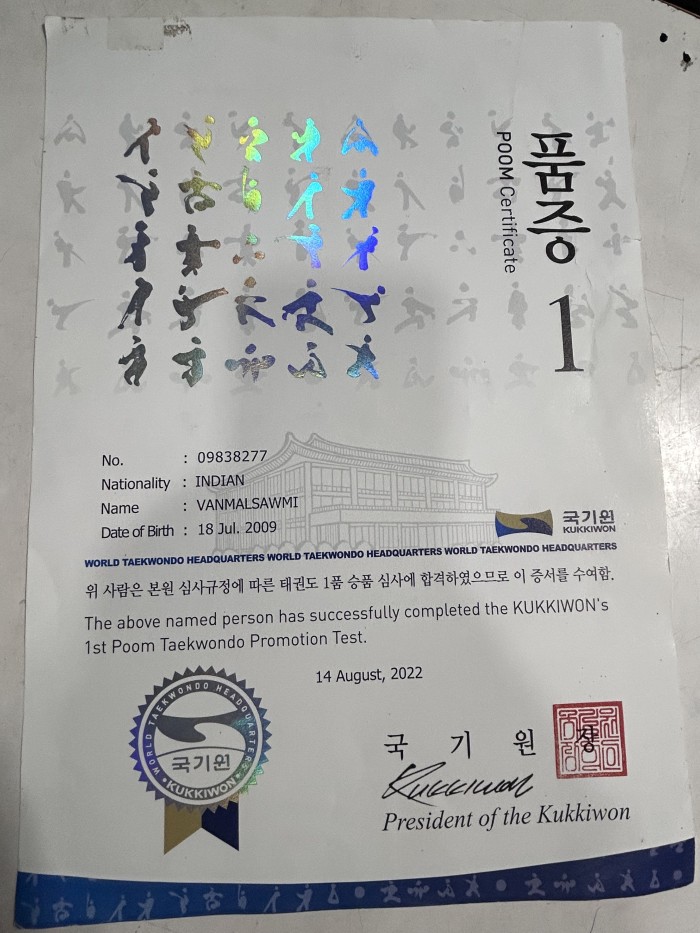 품증
POOM Certificate
1
No. : 09838277
Nationality : INDIAN
Name : VANMALSAWMI
Date of Birth : 18 Jul. 2009
국기원
KUKKIWON
WORLD TAEKWONDO HEADQUARTERS WORLD TAEKWONDO HEADQUARTERS WORLD TAEKWONDO HEADQUARTERS
위 사람은 본원 심사규정에 따른 태권도 1품 승품 심사에 합격하였으므로 이 증서를 수여함.
The above named person has successfully completed the KUKKIWON's
1st Poom Taekwondo Promotion Test.
14 August, 2022
WORLD TAEKWONDO HEADQUARTERS
국기원
KUKKIWON
국 기 원 장
Kukkiwon
President of the Kukkiwon